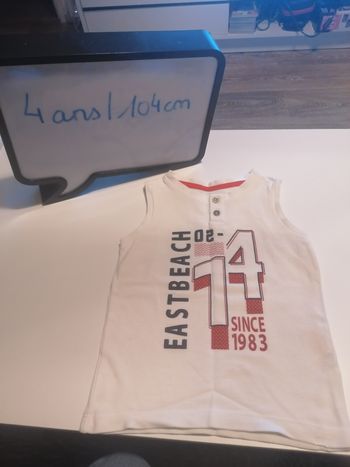 4 ans/104cm
EASTBEACH
02-
14
SINCE
1983